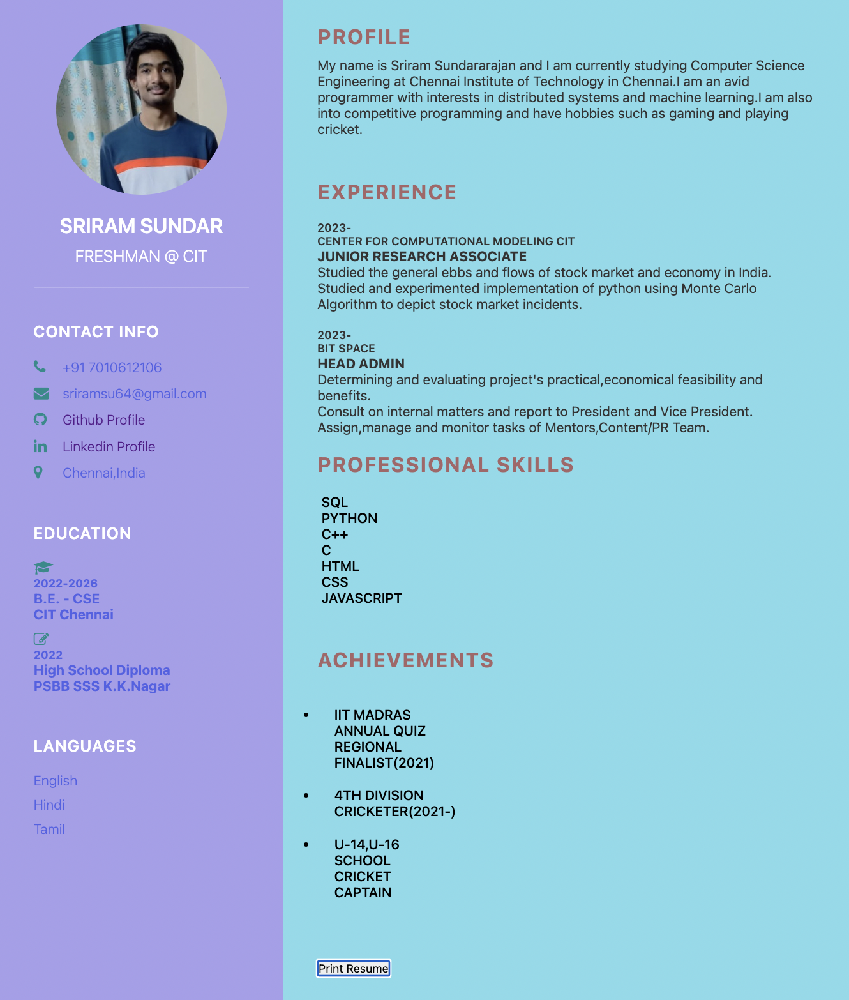 SRIRAM SUNDAR
FRESHMAN @ CIT
CONTACT INFO
+91 7010612106
sriramsu64@gmail.com
Github Profile
Linkedin Profile
Chennai,India
EDUCATION
2022-2026
B.E. - CSE
CIT Chennai
2022
High School Diploma
PSBB SSS K.K.Nagar
LANGUAGES
English
Hindi
Tamil
PROFILE
My name is Sriram Sundararajan and I am currently studying Computer Science
Engineering at Chennai Institute of Technology in Chennai.I am an avid
programmer with interests in distributed systems and machine learning.I am also
into competitive programming and have hobbies such as gaming and playing
cricket.
EXPERIENCE
2023-
CENTER FOR COMPUTATIONAL MODELING CIT
JUNIOR RESEARCH ASSOCIATE
Studied the general ebbs and flows of stock market and economy in India.
Studied and experimented implementation of python using Monte Carlo
Algorithm to depict stock market incidents.
2023-
BIT SPACE
HEAD ADMIN
Determining and evaluating project's practical,economical feasibility and
benefits.
Consult on internal matters and report to President and Vice President.
Assign,manage and monitor tasks of Mentors,Content/PR Team.
PROFESSIONAL SKILLS
SQL
PYTHON
C++
C
HTML
CSS
JAVASCRIPT
ACHIEVEMENTS
• IIT MADRAS
ANNUAL QUIZ
REGIONAL
FINALIST(2021)
• 4TH DIVISION
CRICKETER(2021-)
• U-14,U-16
SCHOOL
CRICKET
CAPTAIN
Print Resume